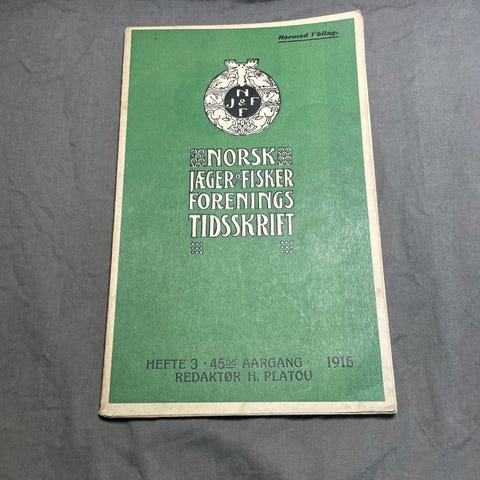 Hermed 1 bilag.
N
J & F F
F
NORSK
JÆGER O FISKER
FORENINGS
TIDSSKRIFT
HEFTE 3 · 45DE AARGANG · 1916
REDAKTØR H. PLATOU